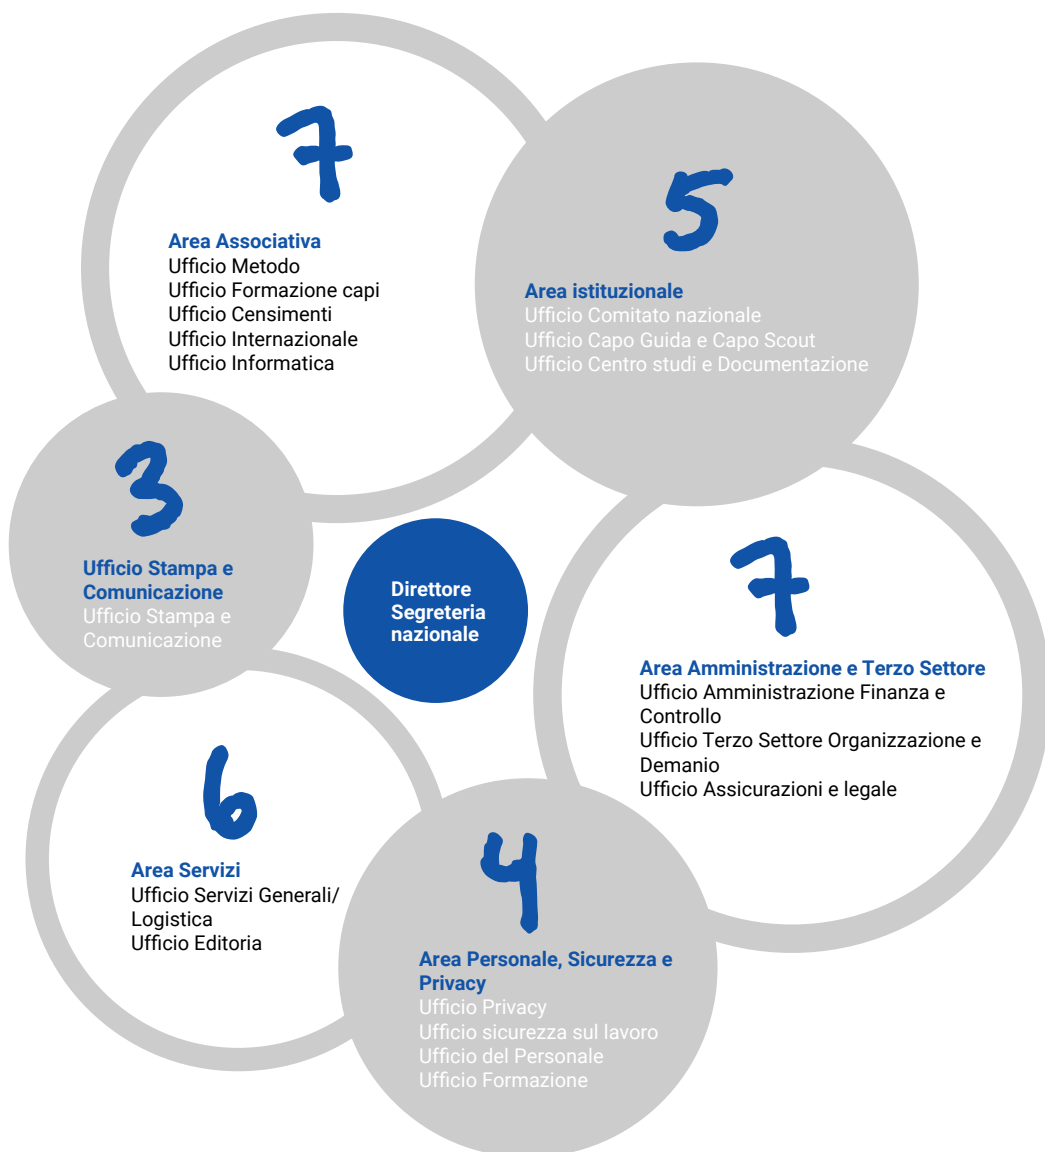 7
Area Associativa
Ufficio Metodo
Ufficio Formazione capi
Ufficio Censimenti
Ufficio Internazionale
Ufficio Informatica
5
Area istituzionale
Ufficio Comitato nazionale
Ufficio Capo Guida e Capo Scout
Ufficio Centro studi e Documentazione
3
Ufficio Stampa e
Comunicazione
Ufficio Stampa e
Comunicazione
Direttore
Segreteria
nazionale
7
Area Amministrazione e Terzo Settore
Ufficio Amministrazione Finanza e
Controllo
Ufficio Terzo Settore Organizzazione e
Demanio
Ufficio Assicurazioni e legale
6
Area Servizi
Ufficio Servizi Generali/
Logistica
Ufficio Editoria
4
Area Personale, Sicurezza e
Privacy
Ufficio Privacy
Ufficio sicurezza sul lavoro
Ufficio del Personale
Ufficio Formazione